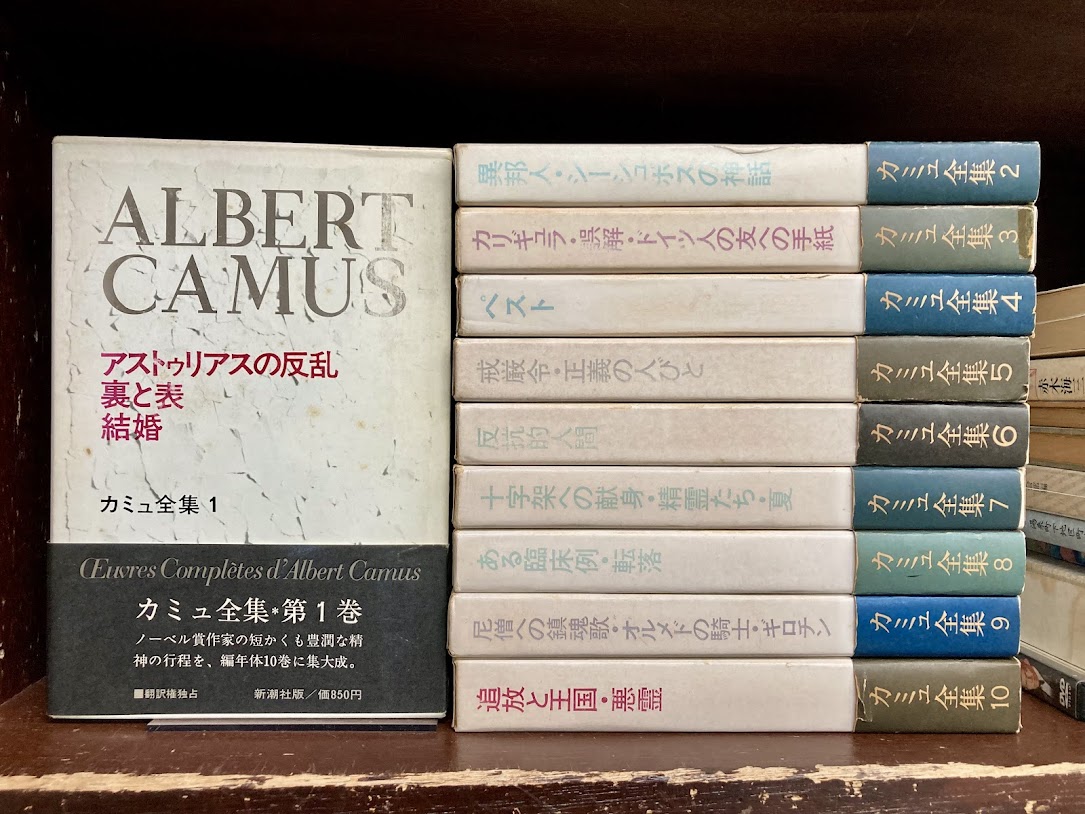 ALBERT
CAMUS
アストゥリアスの反乱
裏と表
結婚
カミュ全集 1
Œuvres Complètes d'Albert Camus
カミュ全集*第1巻
ノーベル賞作家の短かくも豊潤な精
神の行程を、編年体10巻に集大成。
■翻訳権独占 新潮社版/価850円
異邦人・シーシュポスの神話 カミュ全集2
カリギュラ・誤解・ドイツ人の友への手紙 カミュ全集3
ペスト カミュ全集4
戒厳令・正義の人びと カミュ全集5
反抗的人間 カミュ全集6
十字架への献身・精霊たち・夏 カミュ全集7
ある臨床例・転落 カミュ全集8
尼僧への鎮魂歌・オルメドの騎士・ギロチン カミュ全集9
追放と王国・悪霊 カミュ全集10
赤木海三
DVD